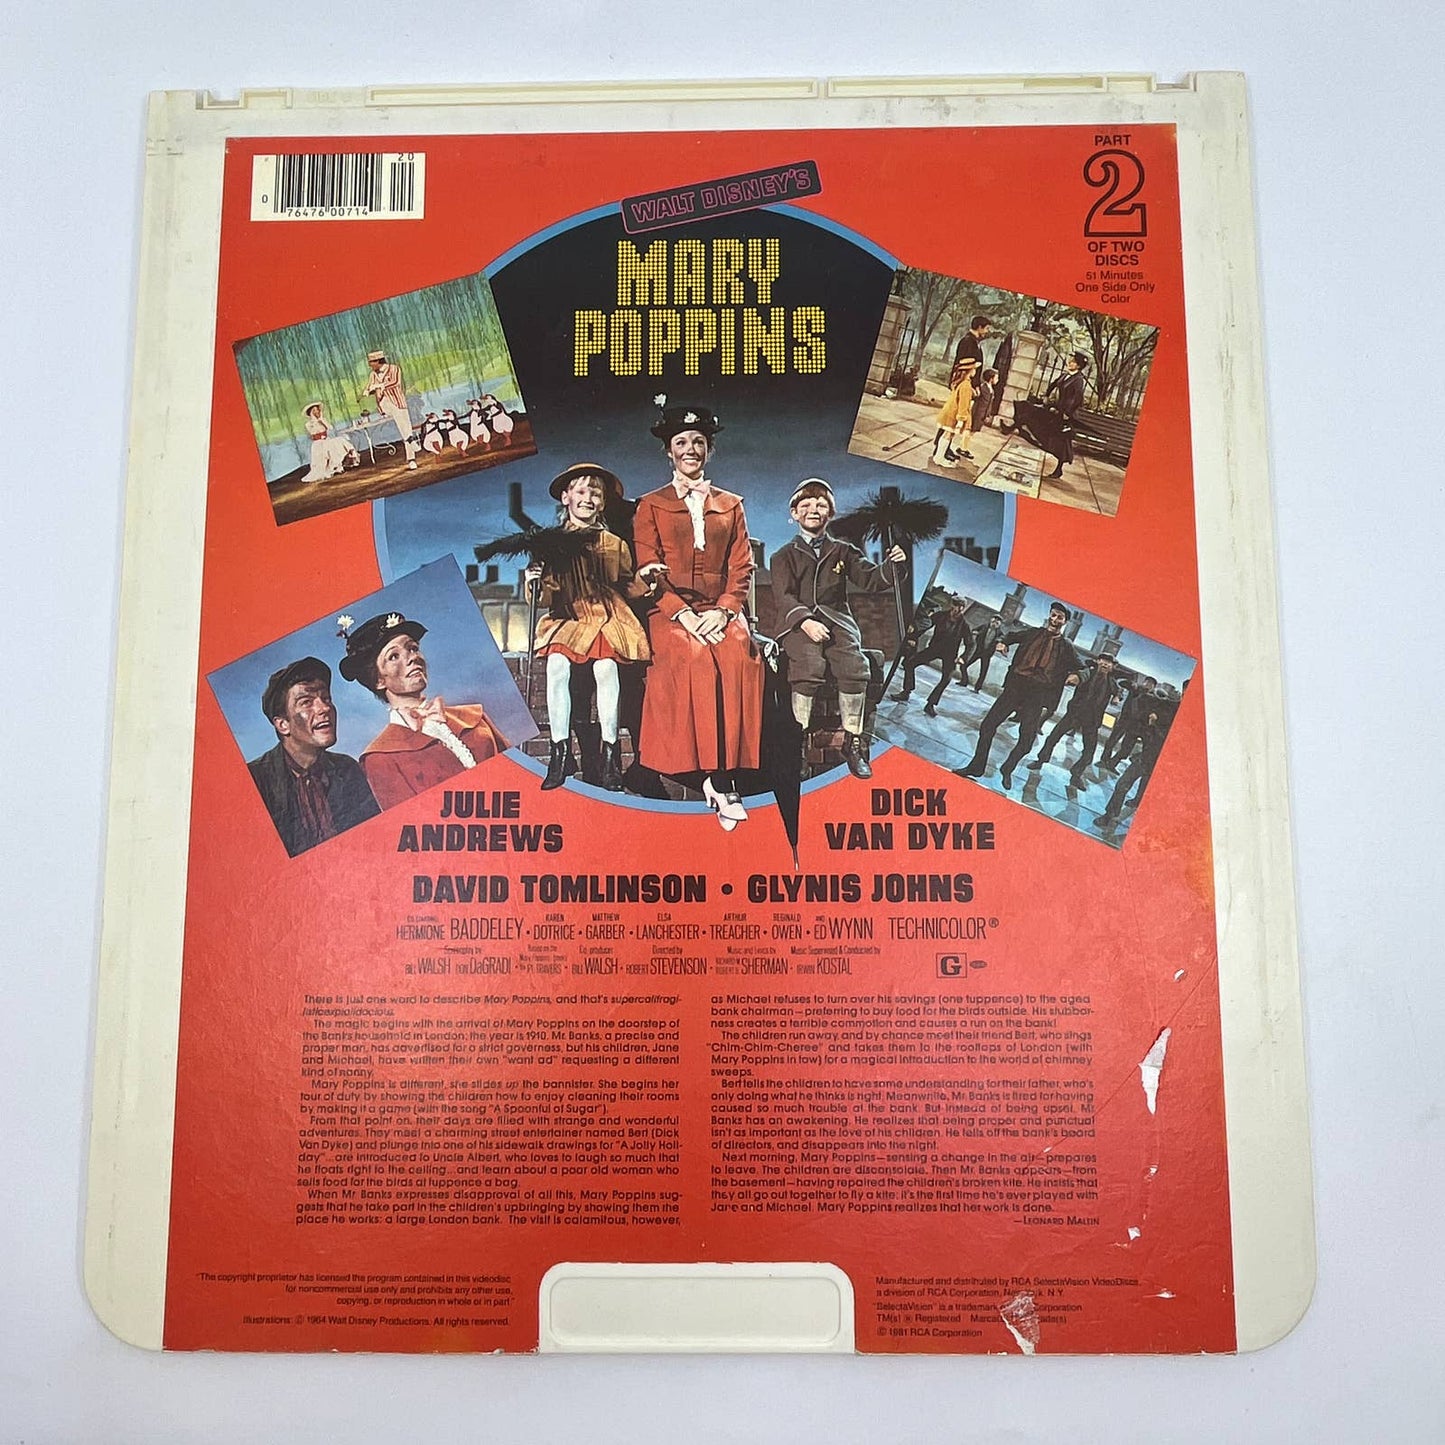 20
0 76476 00714
PART
2
OF TWO
DISCS
51 Minutes
One Side Only
Color
WALT DISNEY'S
MARY
POPPINS
JULIE
ANDREWS
DICK
VAN DYKE
DAVID TOMLINSON • GLYNIS JOHNS
HERMIONE BADDELEY • KAREN DOTRICE • MATTHEW GARBER • ELSA LANCHESTER • ARTHUR TREACHER • REGINALD OWEN • AND ED WYNN TECHNICOLOR®
Screenplay by BILL WALSH DON DaGRADI • Based on the Mary Poppins books by P.L. TRAVERS • Co-producer BILL WALSH • Directed by ROBERT STEVENSON • Music and Lyrics by RICHARD M. ROBERT B. SHERMAN • Music Supervised & Conducted by IRWIN KOSTAL
G
There is just one word to describe Mary Poppins, and that's supercalifragi-
listicexpialidocious.
The magic begins with the arrival of Mary Poppins on the doorstep of
the Banks household in London; the year is 1910. Mr. Banks, a precise and
proper man, has advertised for a strict governess, but his children, Jane
and Michael, have written their own "want ad" requesting a different
kind of nanny.
Mary Poppins is different, she slides up the bannister. She begins her
tour of duty by showing the children how to enjoy cleaning their rooms
by making it a game (with the song "A Spoonful of Sugar").
From that point on, their days are filled with strange and wonderful
adventures. They meet a charming street entertainer named Bert (Dick
Van Dyke) and plunge into one of his sidewalk drawings for "A Jolly Holi-
day"...are introduced to Uncle Albert, who loves to laugh so much that
he floats right to the ceiling...and learn about a poor old woman who
sells food for the birds at tuppence a bag.
When Mr. Banks expresses disapproval of all this, Mary Poppins sug-
gests that he take part in the children's upbringing by showing them the
place he works: a large London bank. The visit is calamitous, however,
as Michael refuses to turn over his savings (one tuppence) to the aged
bank chairman—preferring to buy food for the birds outside. His stubbor-
ness creates a terrible commotion and causes a run on the bank!
The children run away, and by chance meet their friend Bert, who sings
"Chim-Chim-Cheree" and takes them to the rooftops of London (with
Mary Poppins in tow) for a magical introduction to the world of chimney
sweeps.
Bert tells the children to have some understanding for their father, who's
only doing what he thinks is right. Meanwhile, Mr. Banks is fired for having
caused so much trouble at the bank. But instead of being upset, Mr.
Banks has an awakening. He realizes that being proper and punctual
isn't as important as the love of his children. He tells off the bank's board
of directors, and disappears into the night.
Next morning, Mary Poppins—sensing a change in the air—prepares
to leave. The children are disconsolate. Then Mr. Banks appears—from
the basement—having repaired the children's broken kite. He insists that
they all go out together to fly a kite; it's the first time he's ever played with
Jane and Michael. Mary Poppins realizes that her work is done.
—LEONARD MALTIN
"The copyright proprietor has licensed the program contained in this videodisc
for noncommercial use only and prohibits any other use,
copying, or reproduction in whole or in part."
Illustrations: © 1964 Walt Disney Productions. All rights reserved.
Manufactured and distributed by RCA SelectaVision VideoDiscs,
a division of RCA Corporation, N.Y.
"SelectaVision" is a trademark Corporation
TM(s) ® Registered
© 1981 RCA Corporation